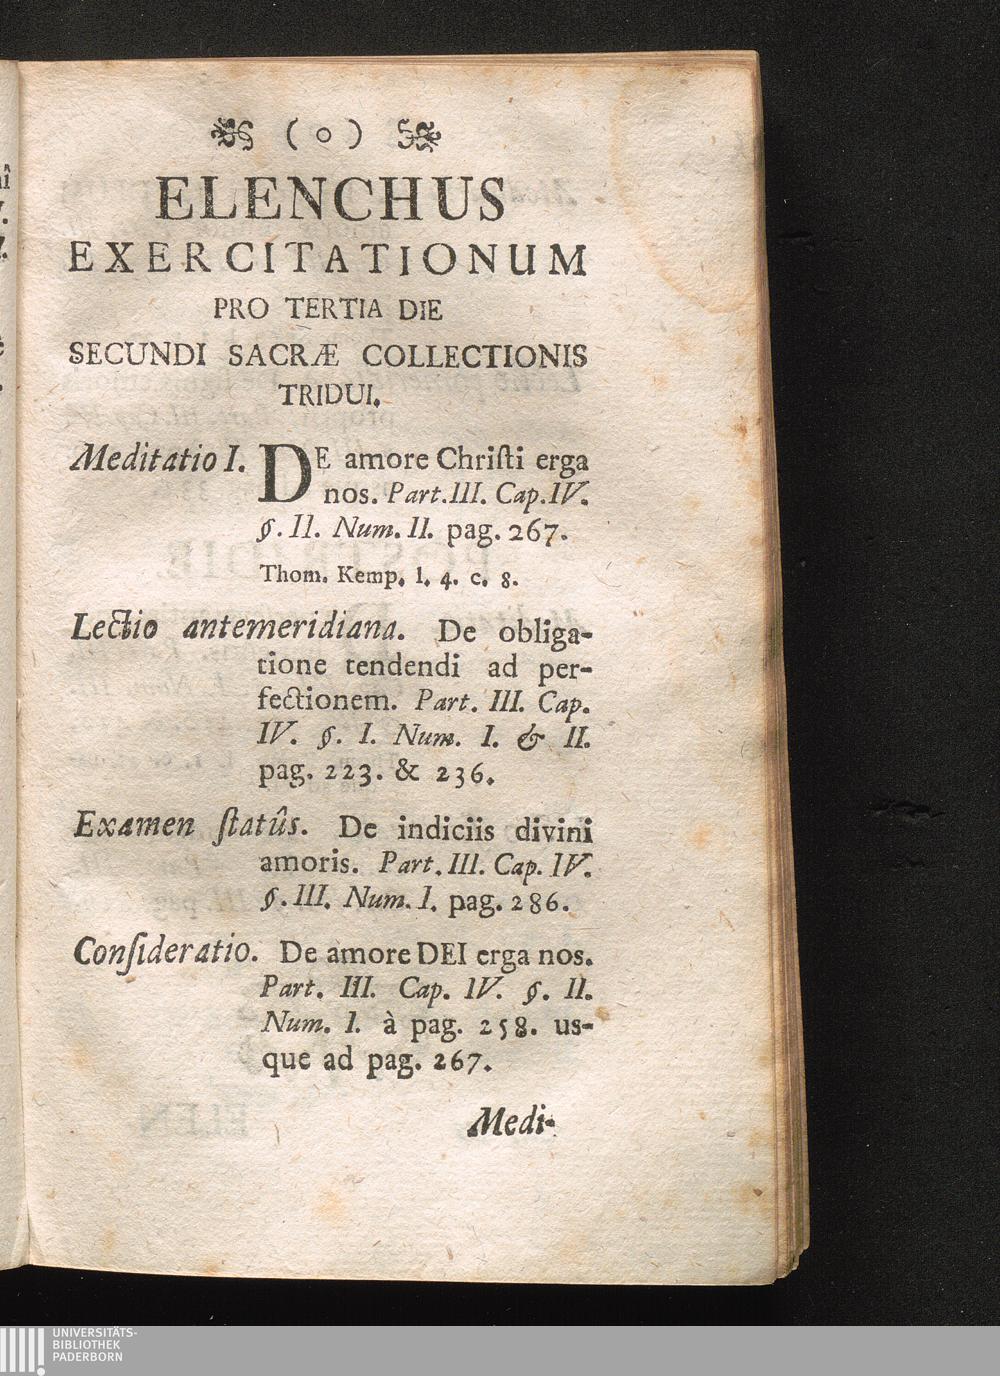 ( o )
ELENCHUS
EXERCITATIONUM
PRO TERTIA DIE
SECUNDI SACRÆ COLLECTIONIS
TRIDUI.
Meditatio I. DE amore Chriſti erga
nos. Part. III. Cap. IV.
§. II. Num. II. pag. 267.
Thom. Kemp. l. 4. c. 8.
Lectio antemeridiana. De obliga-
tione tendendi ad per-
fectionem. Part. III. Cap.
IV. §. I. Num. I. & II.
pag. 223. & 236.
Examen ſtatûs. De indiciis divini
amoris. Part. III. Cap. IV.
§. III. Num. I. pag. 286.
Conſideratio. De amore DEI erga nos.
Part. III. Cap. IV. §. II.
Num. I. à pag. 258. us-
que ad pag. 267.
Medi-
UNIVERSITÄTS-
BIBLIOTHEK
PADERBORN